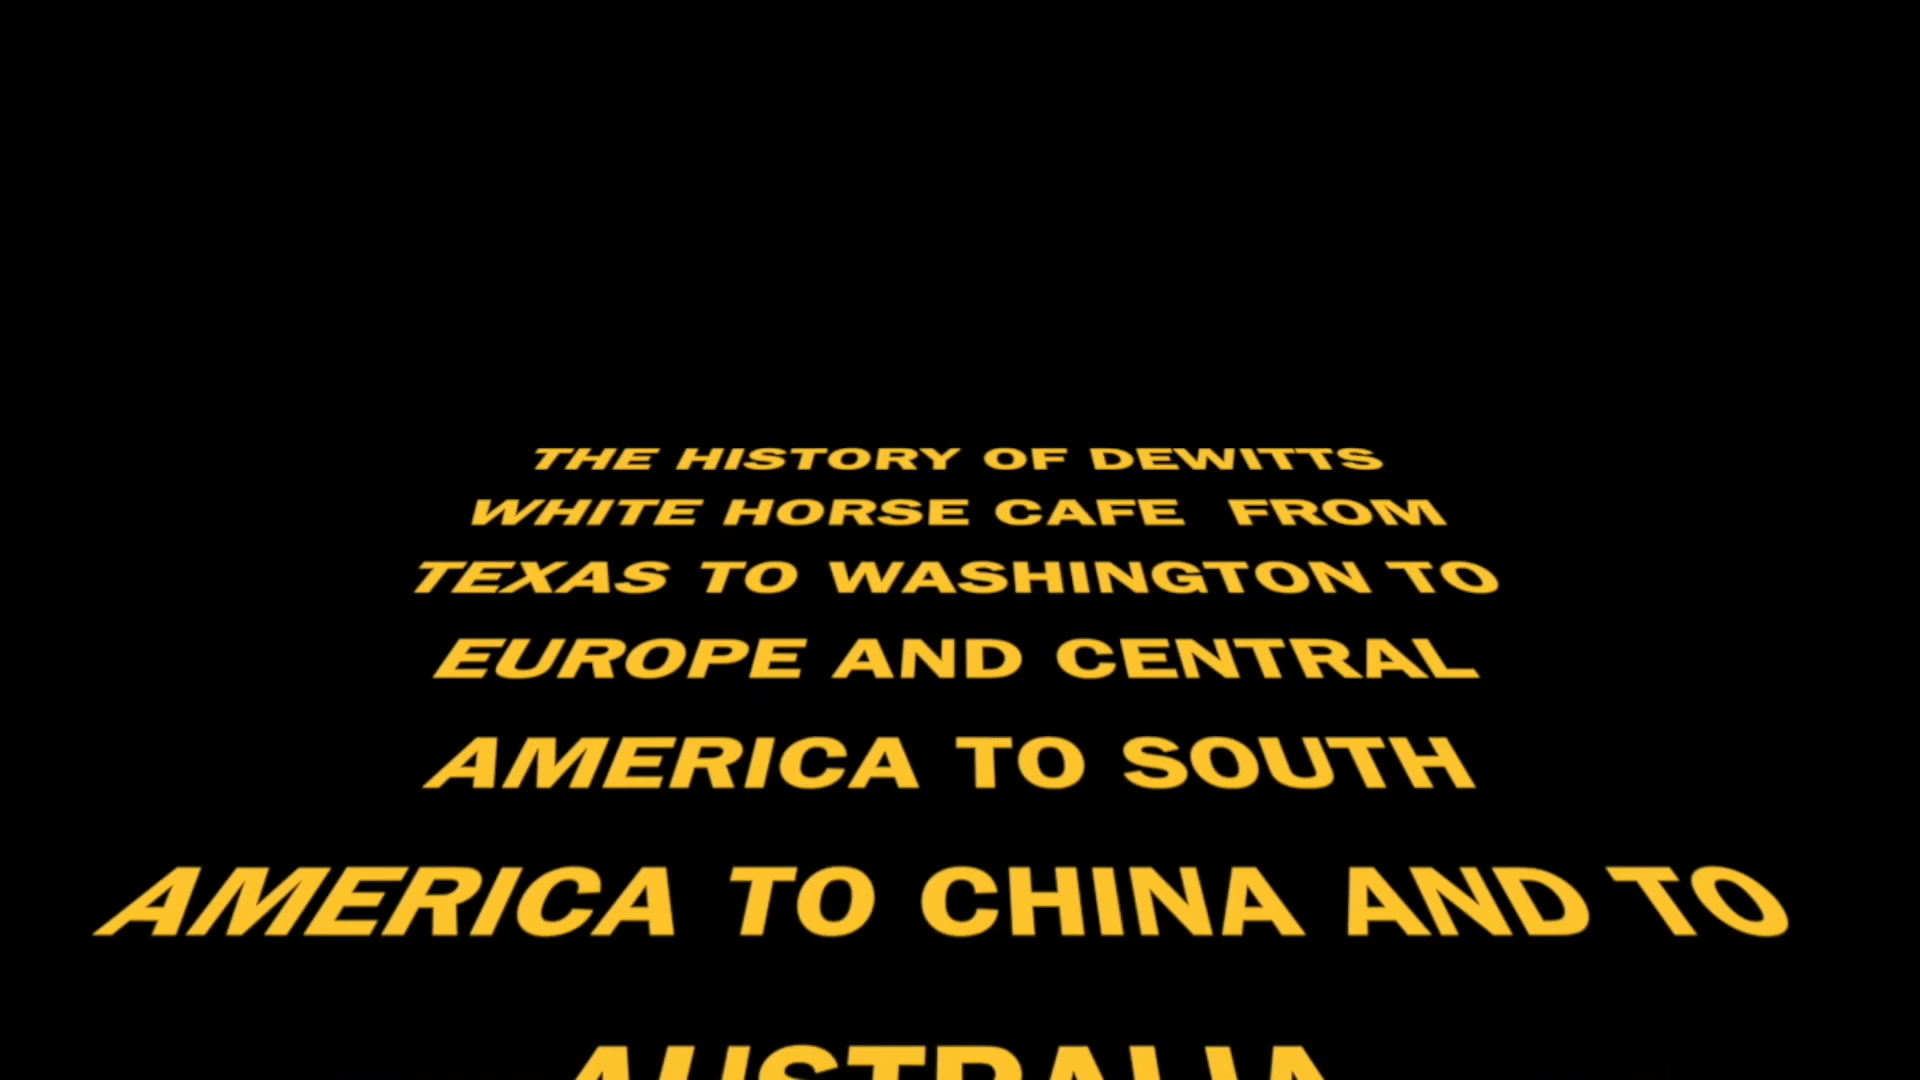 THE HISTORY OF DEWITTS
WHITE HORSE CAFE  FROM
TEXAS TO WASHINGTON TO
EUROPE AND CENTRAL
AMERICA TO SOUTH
AMERICA TO CHINA AND TO
AUSTRALIA